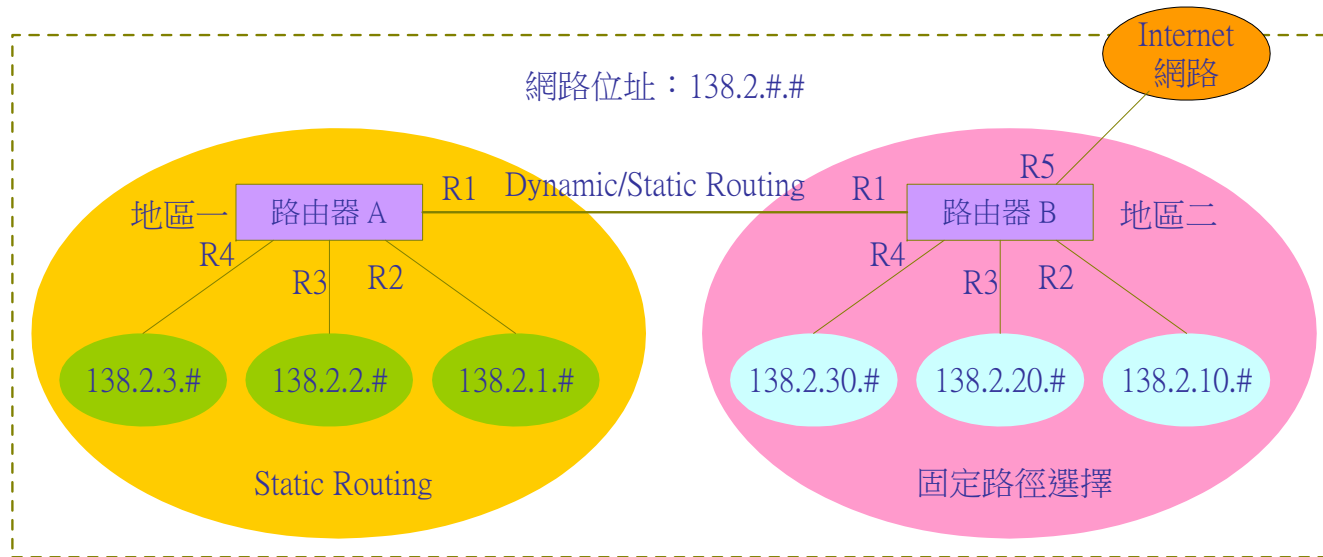 Internet
網路
網路位址：138.2.#.#
R5
R1
Dynamic/Static Routing
R1
地區一
路由器 A
路由器 B
地區二
R4
R3
R2
R4
R3
R2
138.2.3.#
138.2.2.#
138.2.1.#
138.2.30.#
138.2.20.#
138.2.10.#
Static Routing
固定路徑選擇